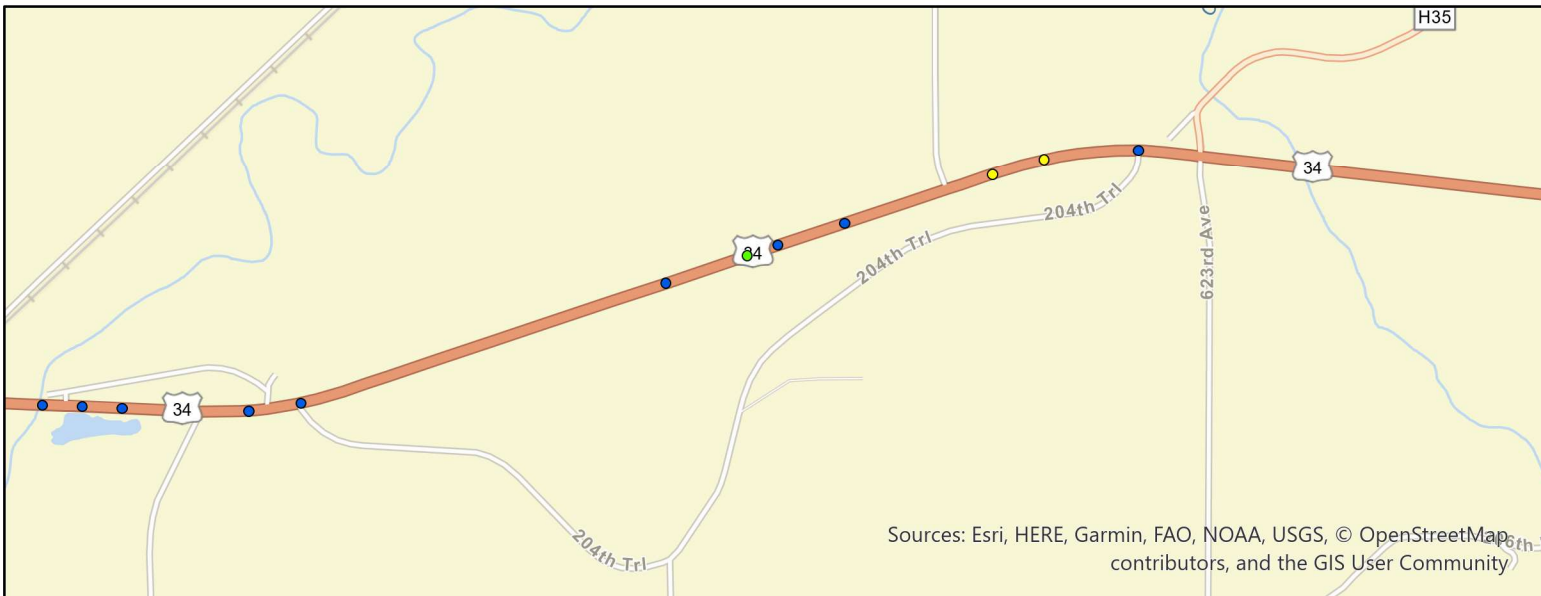 H35
34
204th Trl
34
204th Trl
623rd Ave
34
204th Trl
Sources: Esri, HERE, Garmin, FAO, NOAA, USGS, © OpenStreetMap
contributors, and the GIS User Community